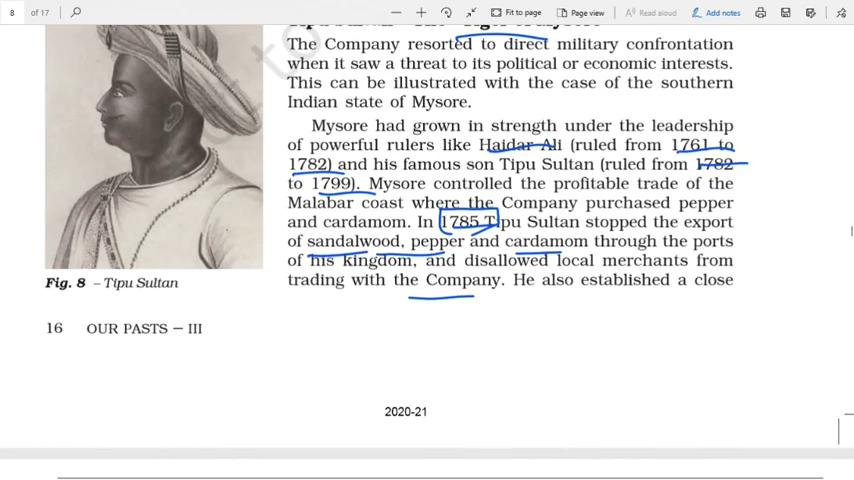 8 of 17
Fit to page
Page view
Read aloud
Add notes
The Company resorted to direct military confrontation
when it saw a threat to its political or economic interests.
This can be illustrated with the case of the southern
Indian state of Mysore.
Mysore had grown in strength under the leadership
of powerful rulers like Haidar Ali (ruled from 1761 to
1782) and his famous son Tipu Sultan (ruled from 1782
to 1799). Mysore controlled the profitable trade of the
Malabar coast where the Company purchased pepper
and cardamom. In 1785 Tipu Sultan stopped the export
of sandalwood, pepper and cardamom through the ports
of his kingdom, and disallowed local merchants from
trading with the Company. He also established a close
Fig. 8 – Tipu Sultan
16 OUR PASTS – III
2020-21